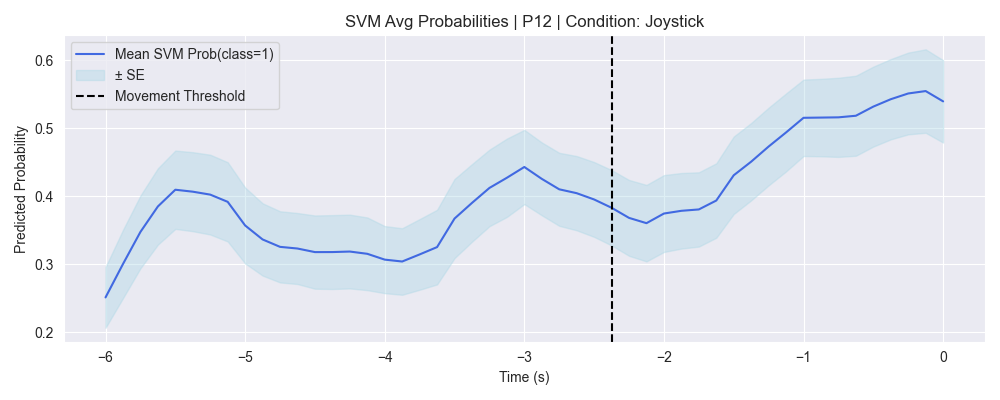 SVM Avg Probabilities | P12 | Condition: Joystick
Mean SVM Prob(class=1)
± SE
Movement Threshold
Predicted Probability
0.6
0.5
0.4
0.3
0.2
−6 −5 −4 −3 −2 −1 0
Time (s)